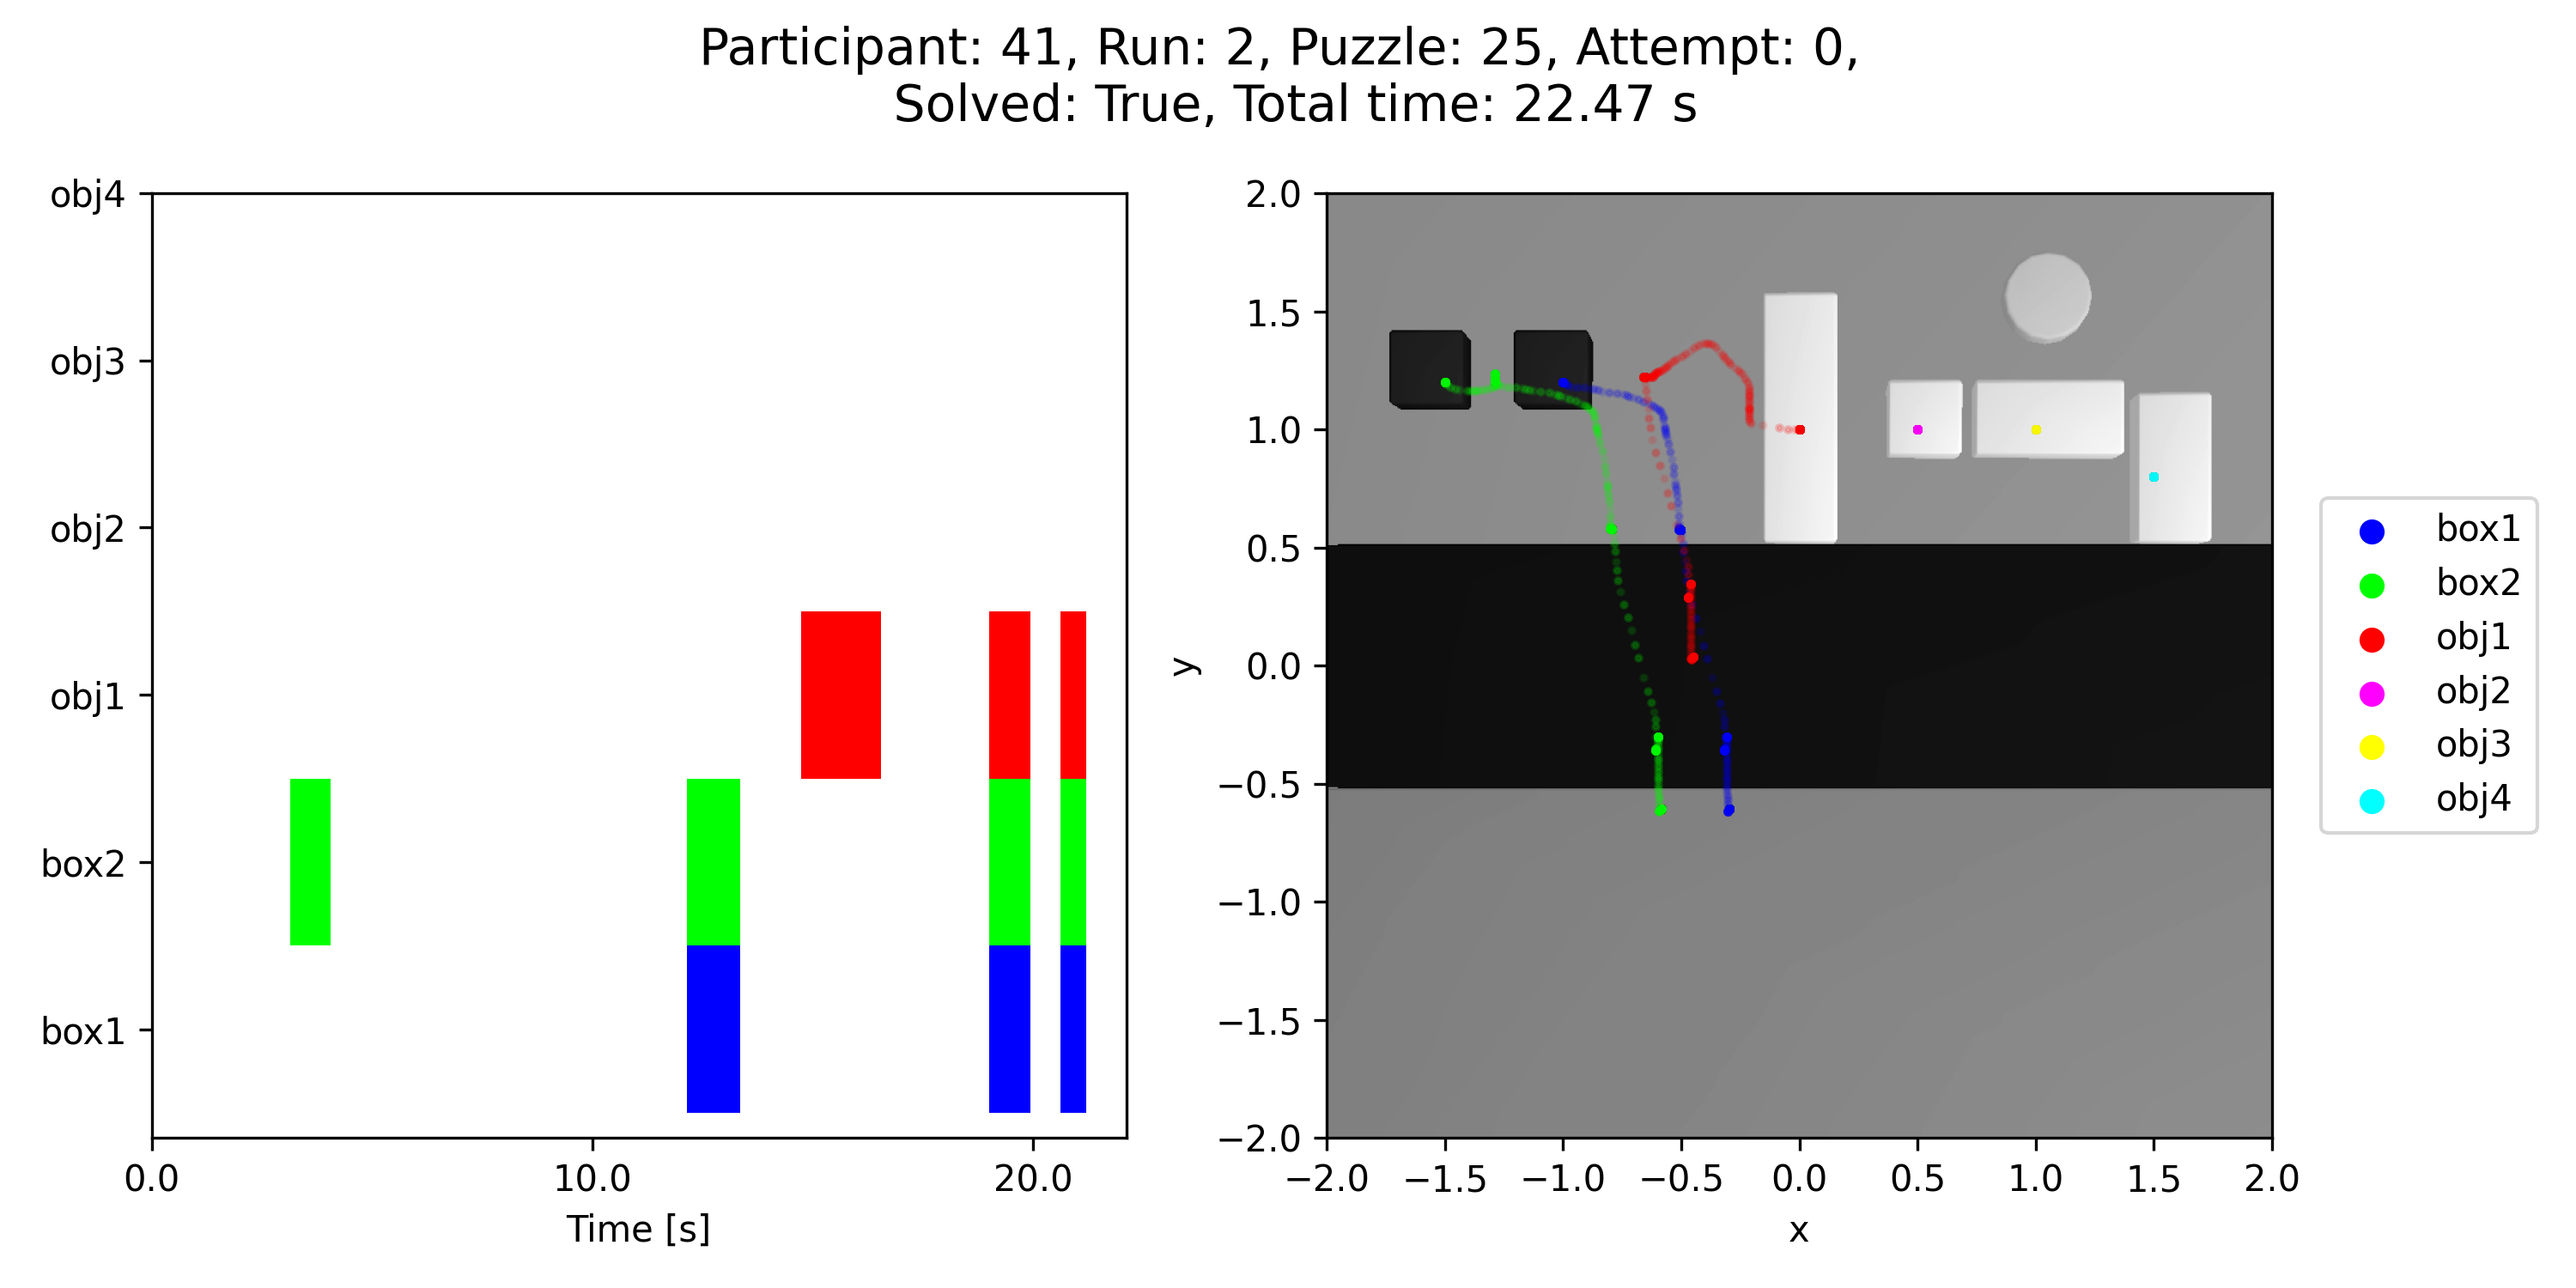 Participant: 41, Run: 2, Puzzle: 25, Attempt: 0,
Solved: True, Total time: 22.47 s
obj4
obj3
obj2
obj1
box2
box1
0.0 10.0 20.0
Time [s]
2.0
1.5
1.0
0.5
0.0
−0.5
−1.0
−1.5
−2.0
y
−2.0 −1.5 −1.0 −0.5 0.0 0.5 1.0 1.5 2.0
x
box1
box2
obj1
obj2
obj3
obj4